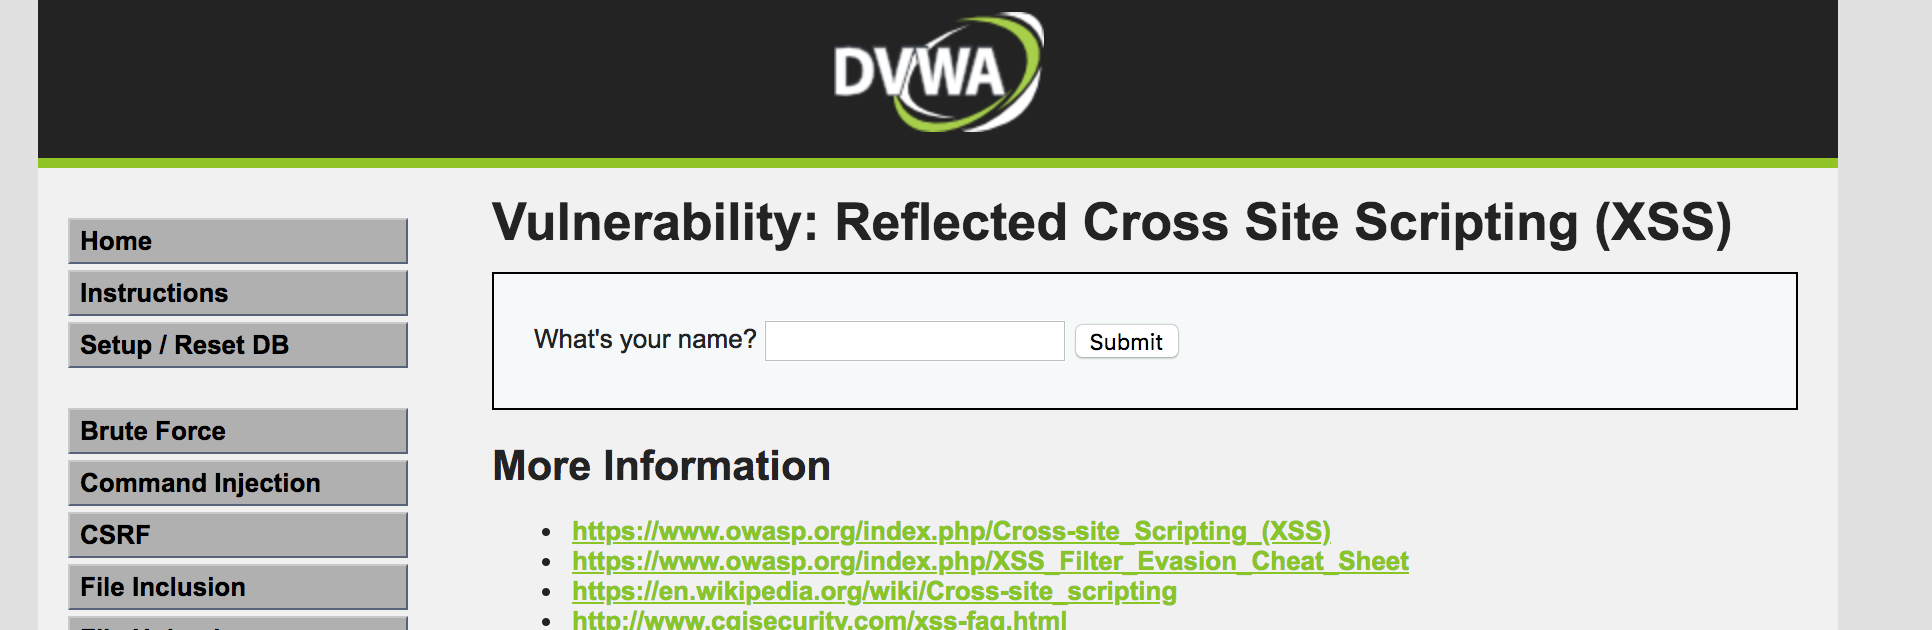 DVWA
Home
Instructions
Setup / Reset DB
Brute Force
Command Injection
CSRF
File Inclusion
File Upload
Vulnerability: Reflected Cross Site Scripting (XSS)
What's your name? Submit
More Information
https://www.owasp.org/index.php/Cross-site_Scripting_(XSS)
https://www.owasp.org/index.php/XSS_Filter_Evasion_Cheat_Sheet
https://en.wikipedia.org/wiki/Cross-site_scripting
http://www.cgisecurity.com/xss-faq.html